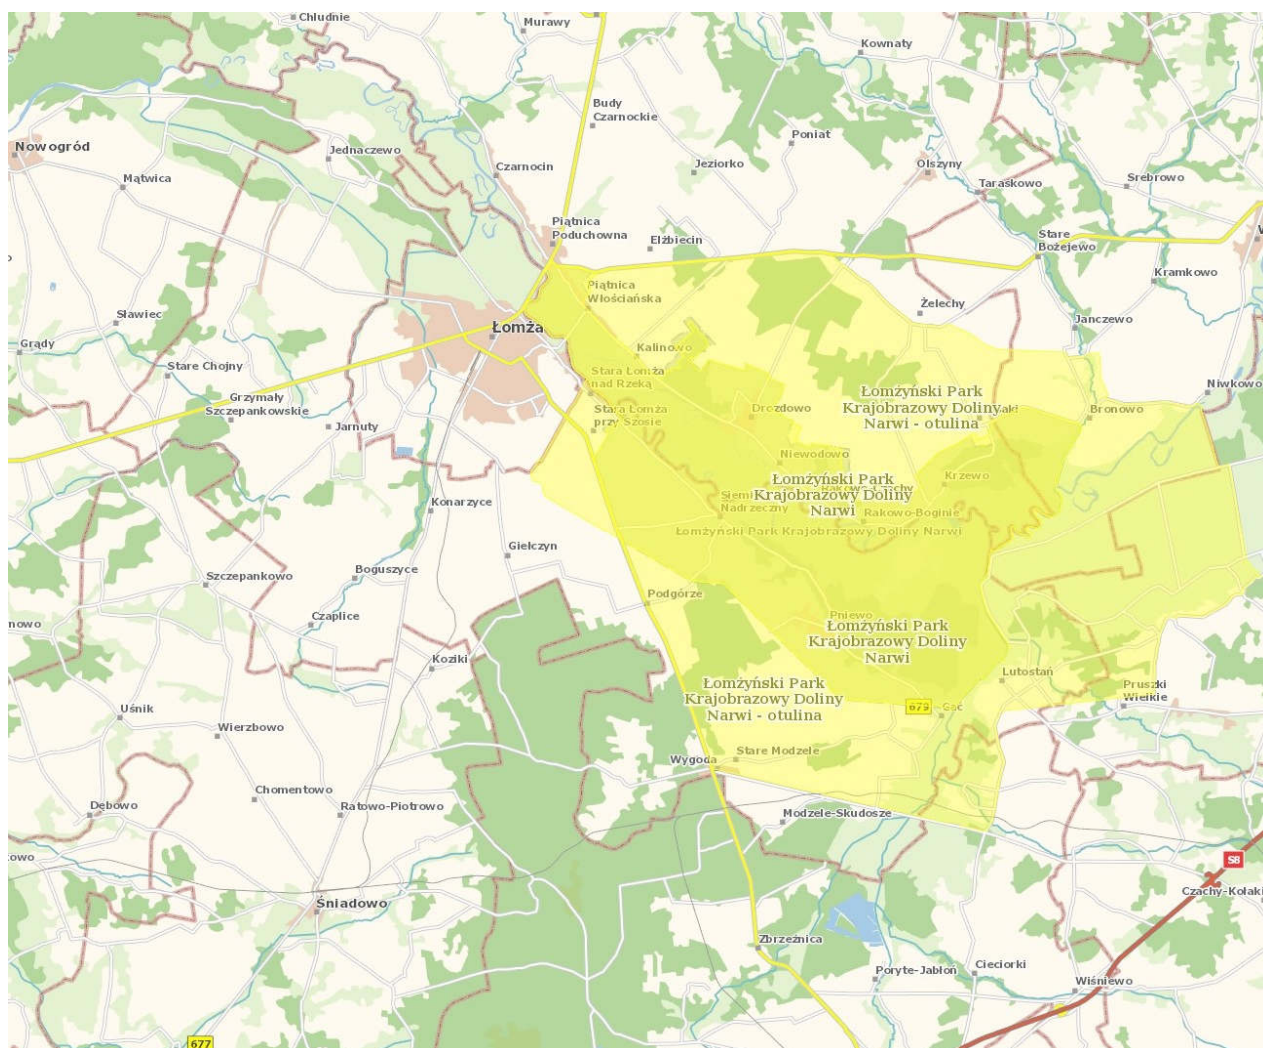 Chludnie
Murawy
Kownaty
Budy
Czarnockie
Poniat
Nowogród
Jednaczewo
Czarnocin
Jeziorko
Olszyny
Mątwica
Taraskowo
Srebrowo
Piątnica
Poduchowna
Elżbiecin
Stare
Bożejewo
Kramkowo
Piątnica
Włościańska
Żelechy
Sławiec
Łomża
Janczewo
Grądy
Kalinowo
Stare Chojny
Stara Łomża
nad Rzeką
Niwkowo
Grzymały
Szczepankowskie
Łomżyński Park
Krajobrazowy Doliny
Narwi - otulina
Stara Łomża
przy Szosie
Drozdowo
Bronowo
Jarnuty
Niewodowo
Krzewo
Łomżyński Park
Krajobrazowy Doliny
Narwi
Nadrzeczny
Rakowo-Boginie
Konarzyce
Łomżyński Park Krajobrazowy Doliny Narwi
Giełczyn
Szczepankowo
Boguszyce
Podgórze
Czaplice
Pniewo
Łomżyński Park
Krajobrazowy Doliny
Narwi
Koziki
Lutostań
Łomżyński Park
Krajobrazowy Doliny
Narwi - otulina
Pruszki
Wielkie
679
Gać
Uśnik
Wierzbowo
Stare Modzele
Wygoda
Chomentowo
Dębowo
Ratowo-Piotrowo
Modzele-Skudosze
S8
Czachy-Kołaki
Śniadowo
Zbrzeźnica
Poryte-Jabłoń
Cieciorki
Wiśniewo
677